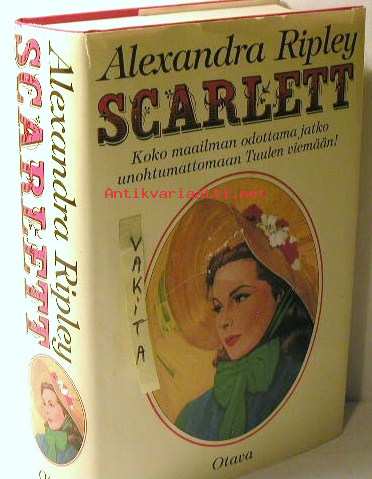 Alexandra Ripley
SCARLETT
Koko maailman odottama jatko
unohtumattomaan Tuulen viemään!
Antikvariaatti.net
VAKITA
Otava
Alexandra Ripley
SCARLETT